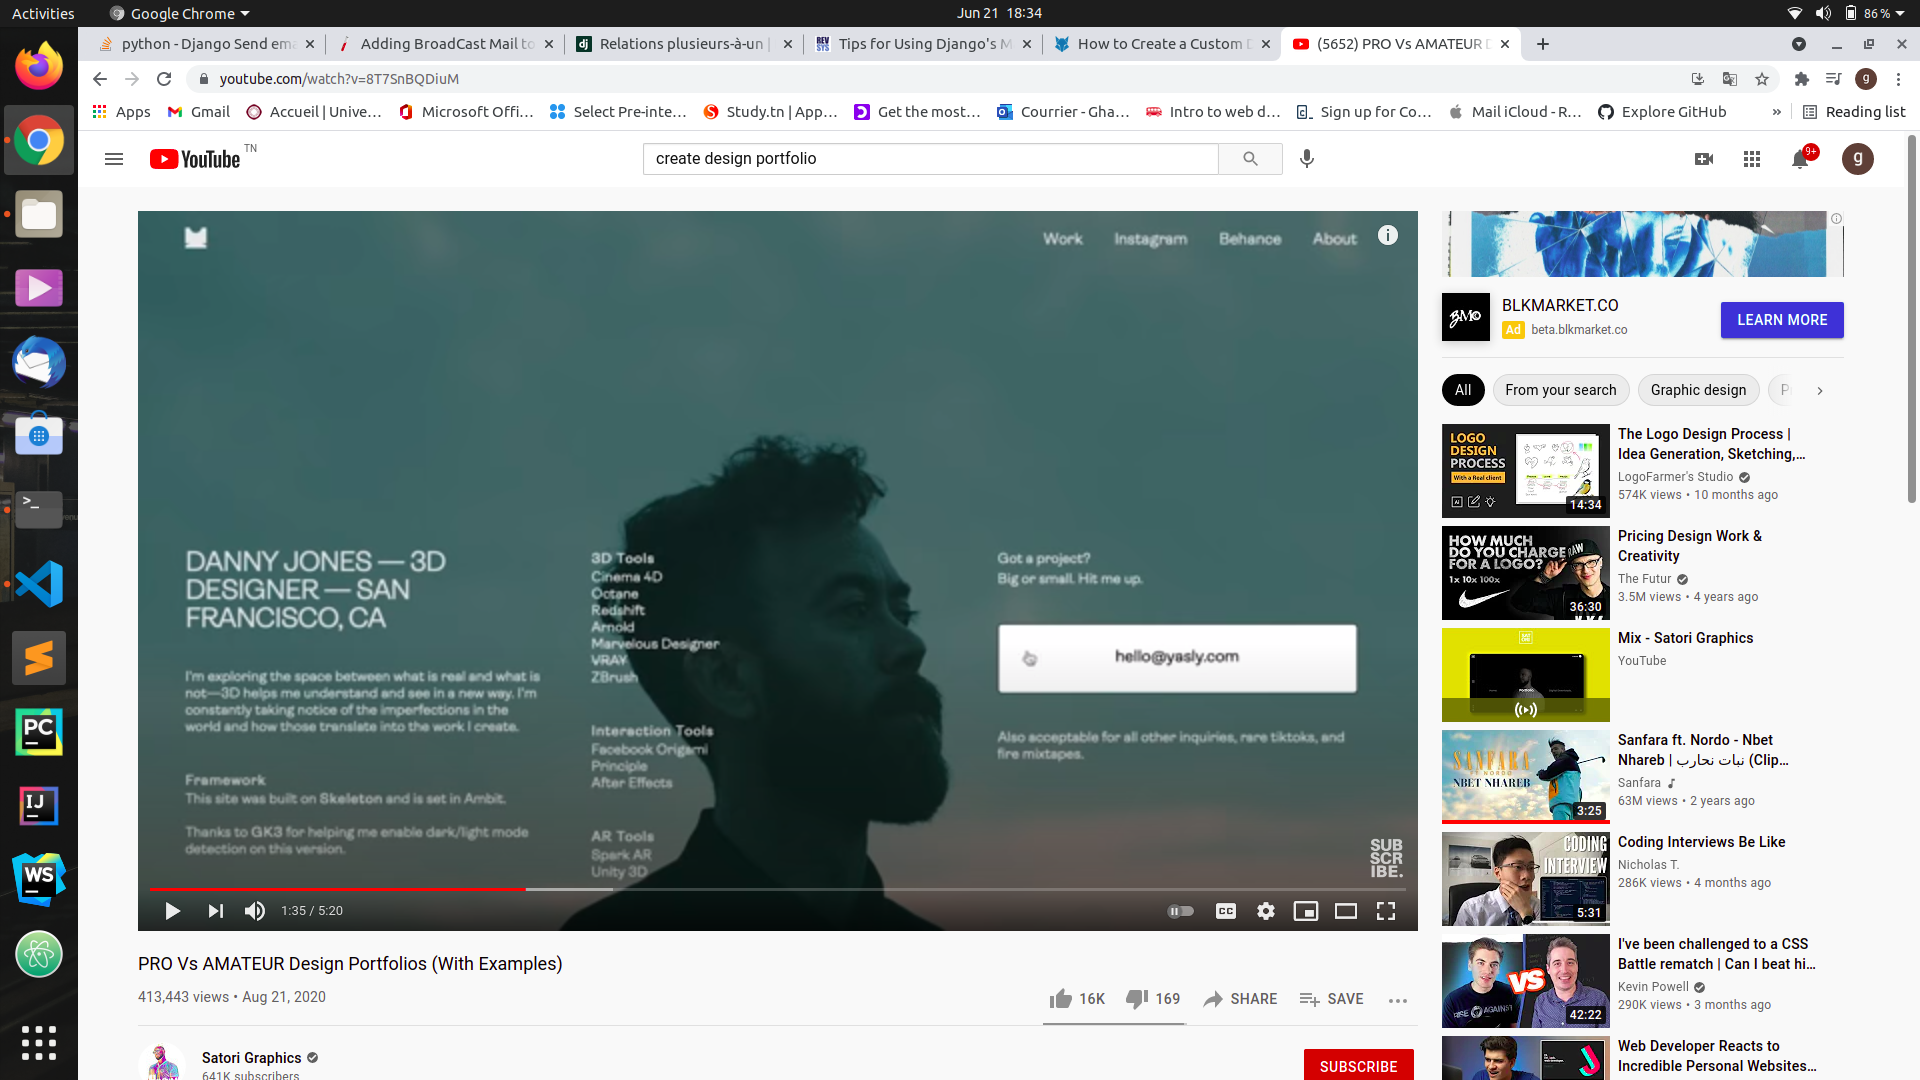 Activities
Google Chrome
Jun 21 18:34
86 %
python - Django Send ema
Adding BroadCast Mail to
Relations plusieurs-à-un |
Tips for Using Django's M
How to Create a Custom D
(5652) PRO Vs AMATEUR D
youtube.com/watch?v=8T7SnBQDiuM
g
Apps
Gmail
Accueil | Unive…
Microsoft Offi…
Select Pre-inte…
Study.tn | App…
Get the most…
Courrier - Gha…
Intro to web d…
Sign up for Co…
Mail iCloud - R…
Explore GitHub
»
Reading list
YouTube TN
create design portfolio
9+
g
Work
Instagram
Behance
About
DANNY JONES — 3D
DESIGNER — SAN
FRANCISCO, CA
I'm exploring the space between what is real and what is
not—3D helps me understand and see in a new way. I'm
constantly taking notice of the imperfections in the
world and how those translate into the work I create.
Framework
This site was built on Skeleton and is set in Ambit.
Thanks to GK3 for helping me enable dark/light mode
detection on this version.
3D Tools
Cinema 4D
Octane
Redshift
Arnold
Marvelous Designer
VRAY
ZBrush
Interaction Tools
Facebook Origami
Principle
After Effects
AR Tools
Spark AR
Unity 3D
Got a project?
Big or small. Hit me up.
hello@yasly.com
Also acceptable for all other inquiries, rare tiktoks, and
fire mixtapes.
SUB
SCR
IBE.
1:35 / 5:20
CC
PRO Vs AMATEUR Design Portfolios (With Examples)
413,443 views • Aug 21, 2020
16K
169
SHARE
SAVE
Satori Graphics
641K subscribers
SUBSCRIBE
BMC
BLKMARKET.CO
Ad beta.blkmarket.co
LEARN MORE
All
From your search
Graphic design
LOGO
DESIGN
PROCESS
With a Real client
14:34
The Logo Design Process |
Idea Generation, Sketching,…
LogoFarmer's Studio
574K views • 10 months ago
HOW MUCH
DO YOU CHARGE
FOR A LOGO?
1x 10x 100x
RAW
36:30
Pricing Design Work &
Creativity
The Futur
3.5M views • 4 years ago
Mix - Satori Graphics
YouTube
SANFARA
FT NORDO
NBET NHAREB
3:25
Sanfara ft. Nordo - Nbet
Nhareb | نبات نحارب (Clip…
Sanfara
63M views • 2 years ago
CODING
INTERVIEW
5:31
Coding Interviews Be Like
Nicholas T.
286K views • 4 months ago
VS
RISE AGAINST
42:22
I've been challenged to a CSS
Battle rematch | Can I beat hi…
Kevin Powell
290K views • 3 months ago
Web Developer Reacts to
Incredible Personal Websites…
>_
PC
IJ
WS